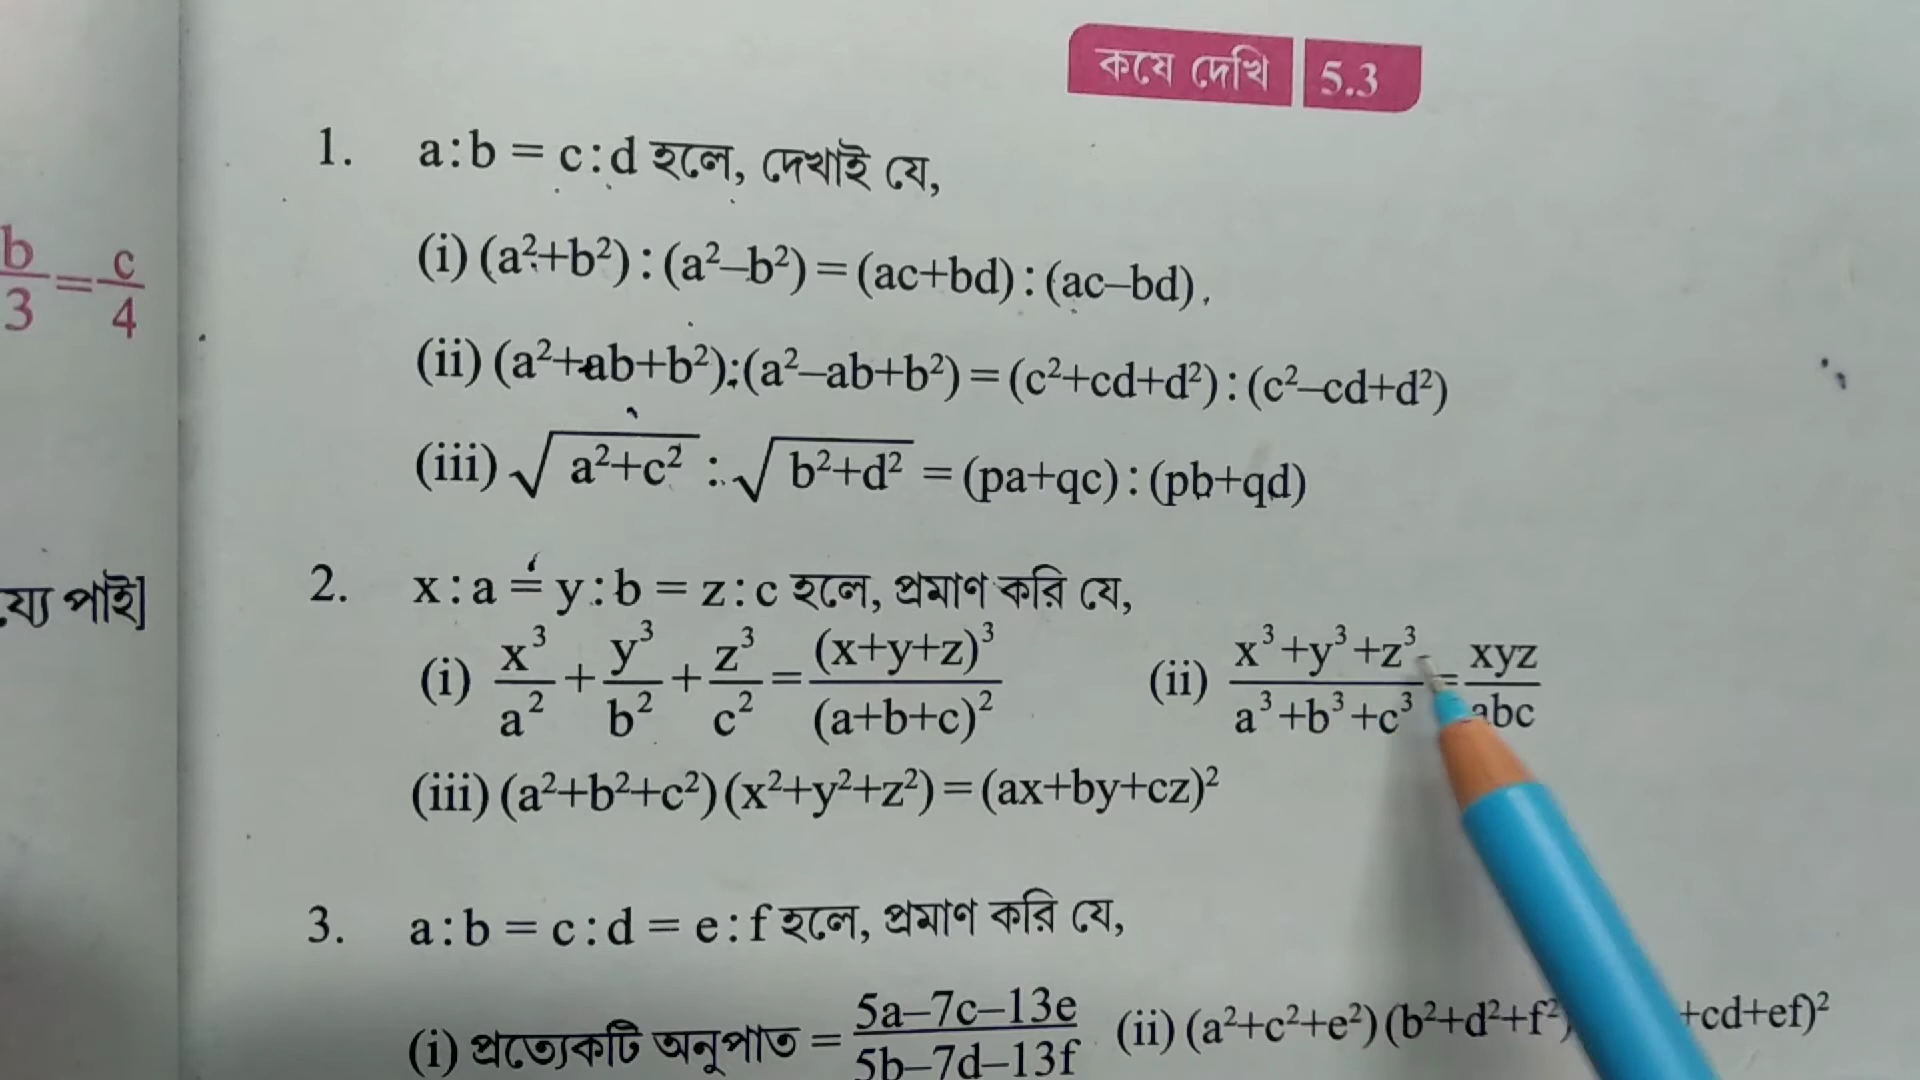 কষে দেখি 5.3
1. a:b = c:d হলে, দেখাই যে,
(i) (a²+b²) : (a²–b²) = (ac+bd) : (ac–bd).
b/3 = c/4
(ii) (a²+ab+b²):(a²–ab+b²) = (c²+cd+d²) : (c²–cd+d²)
(iii) √(a²+c²) : √(b²+d²) = (pa+qc) : (pb+qd)
2. x:a = y:b = z:c হলে, প্রমাণ করি যে,
পাই]
(i) x³/a² + y³/b² + z³/c² = (x+y+z)³/(a+b+c)² (ii) (x³+y³+z³)/(a³+b³+c³) = xyz/abc
(iii) (a²+b²+c²) (x²+y²+z²) = (ax+by+cz)²
3. a:b = c:d = e:f হলে, প্রমাণ করি যে,
(i) প্রত্যেকটি অনুপাত = (5a–7c–13e)/(5b–7d–13f) (ii) (a²+c²+e²) (b²+d²+f²) +cd+ef)²